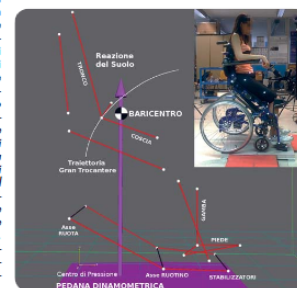 Reazione
del Suolo
TRONCO
BARICENTRO
COSCIA
Traiettoria
Gran Trocantere
GAMBA
Asse
RUOTA
PIEDE
Centro di Pressione
Asse RUOTINO
STABILIZZATORI
PEDANA DINAMOMETRICA